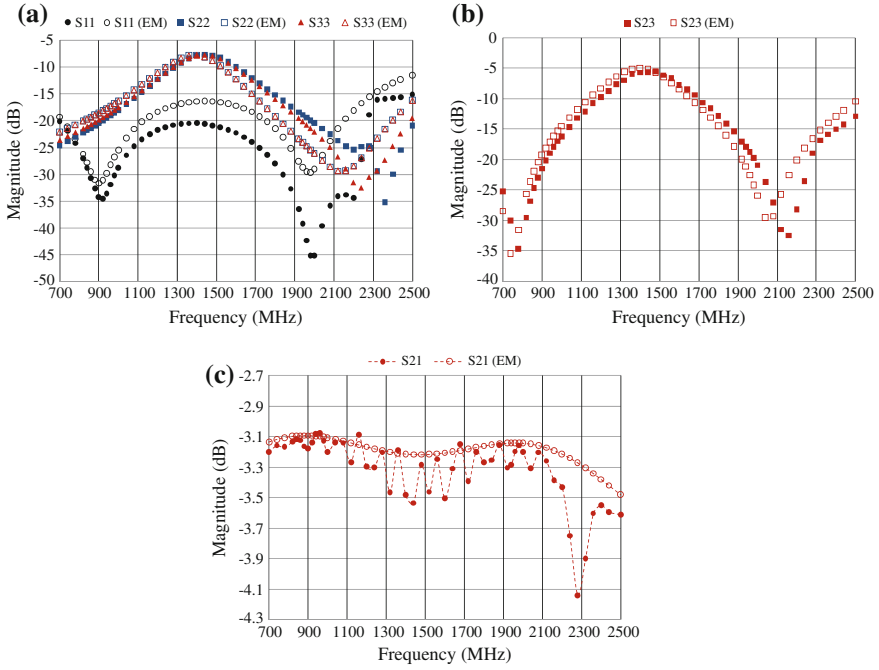 (a)
S11 S11 (EM) S22 S22 (EM) S33 S33 (EM)
-5
-10
-15
-20
-25
-30
-35
-40
-45
-50
Magnitude (dB)
700 900 1100 1300 1500 1700 1900 2100 2300 2500
Frequency (MHz)
(b)
S23 S23 (EM)
0
-5
-10
-15
-20
-25
-30
-35
-40
Magnitude (dB)
700 900 1100 1300 1500 1700 1900 2100 2300 2500
Frequency (MHz)
(c)
S21 S21 (EM)
-2.7
-2.9
-3.1
-3.3
-3.5
-3.7
-3.9
-4.1
-4.3
Magnitude (dB)
700 900 1100 1300 1500 1700 1900 2100 2300 2500
Frequency (MHz)